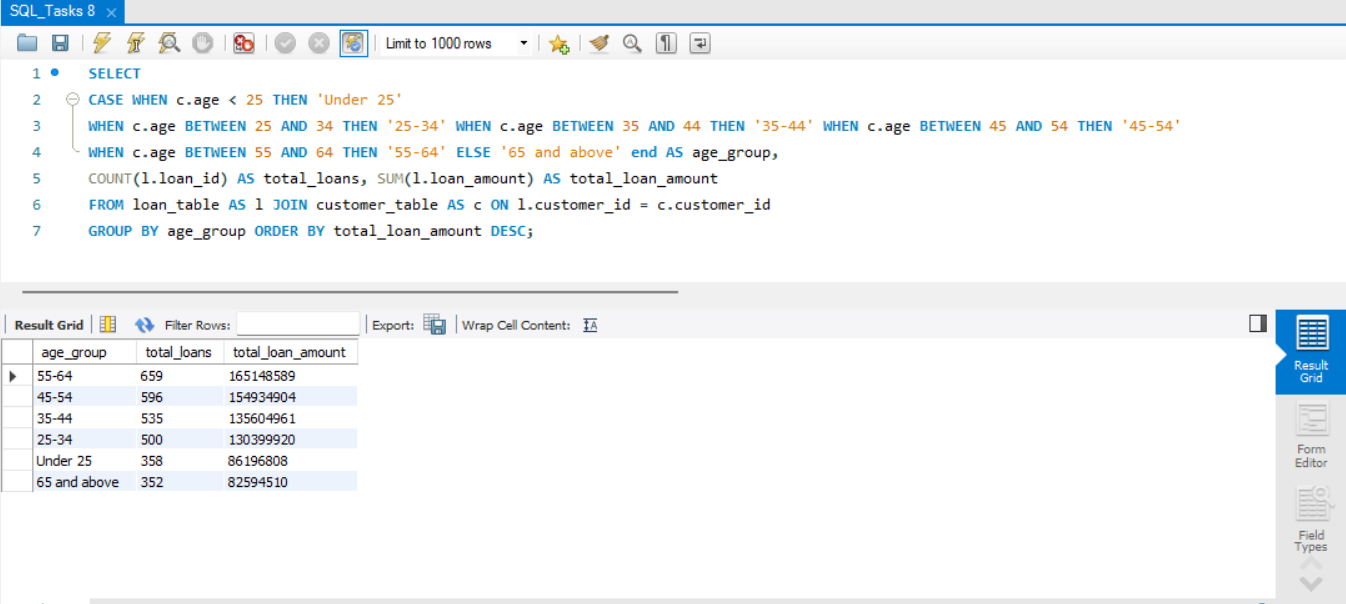 SQL_Tasks 8 ×
Limit to 1000 rows
1 SELECT
2 CASE WHEN c.age < 25 THEN 'Under 25'
3 WHEN c.age BETWEEN 25 AND 34 THEN '25-34' WHEN c.age BETWEEN 35 AND 44 THEN '35-44' WHEN c.age BETWEEN 45 AND 54 THEN '45-54'
4 WHEN c.age BETWEEN 55 AND 64 THEN '55-64' ELSE '65 and above' end AS age_group,
5 COUNT(l.loan_id) AS total_loans, SUM(l.loan_amount) AS total_loan_amount
6 FROM loan_table AS l JOIN customer_table AS c ON l.customer_id = c.customer_id
7 GROUP BY age_group ORDER BY total_loan_amount DESC;
Result Grid Filter Rows: Export: Wrap Cell Content:
age_group total_loans total_loan_amount
55-64 659 165148589
45-54 596 154934904
35-44 535 135604961
25-34 500 130399920
Under 25 358 86196808
65 and above 352 82594510
Result
Grid
Form
Editor
Field
Types